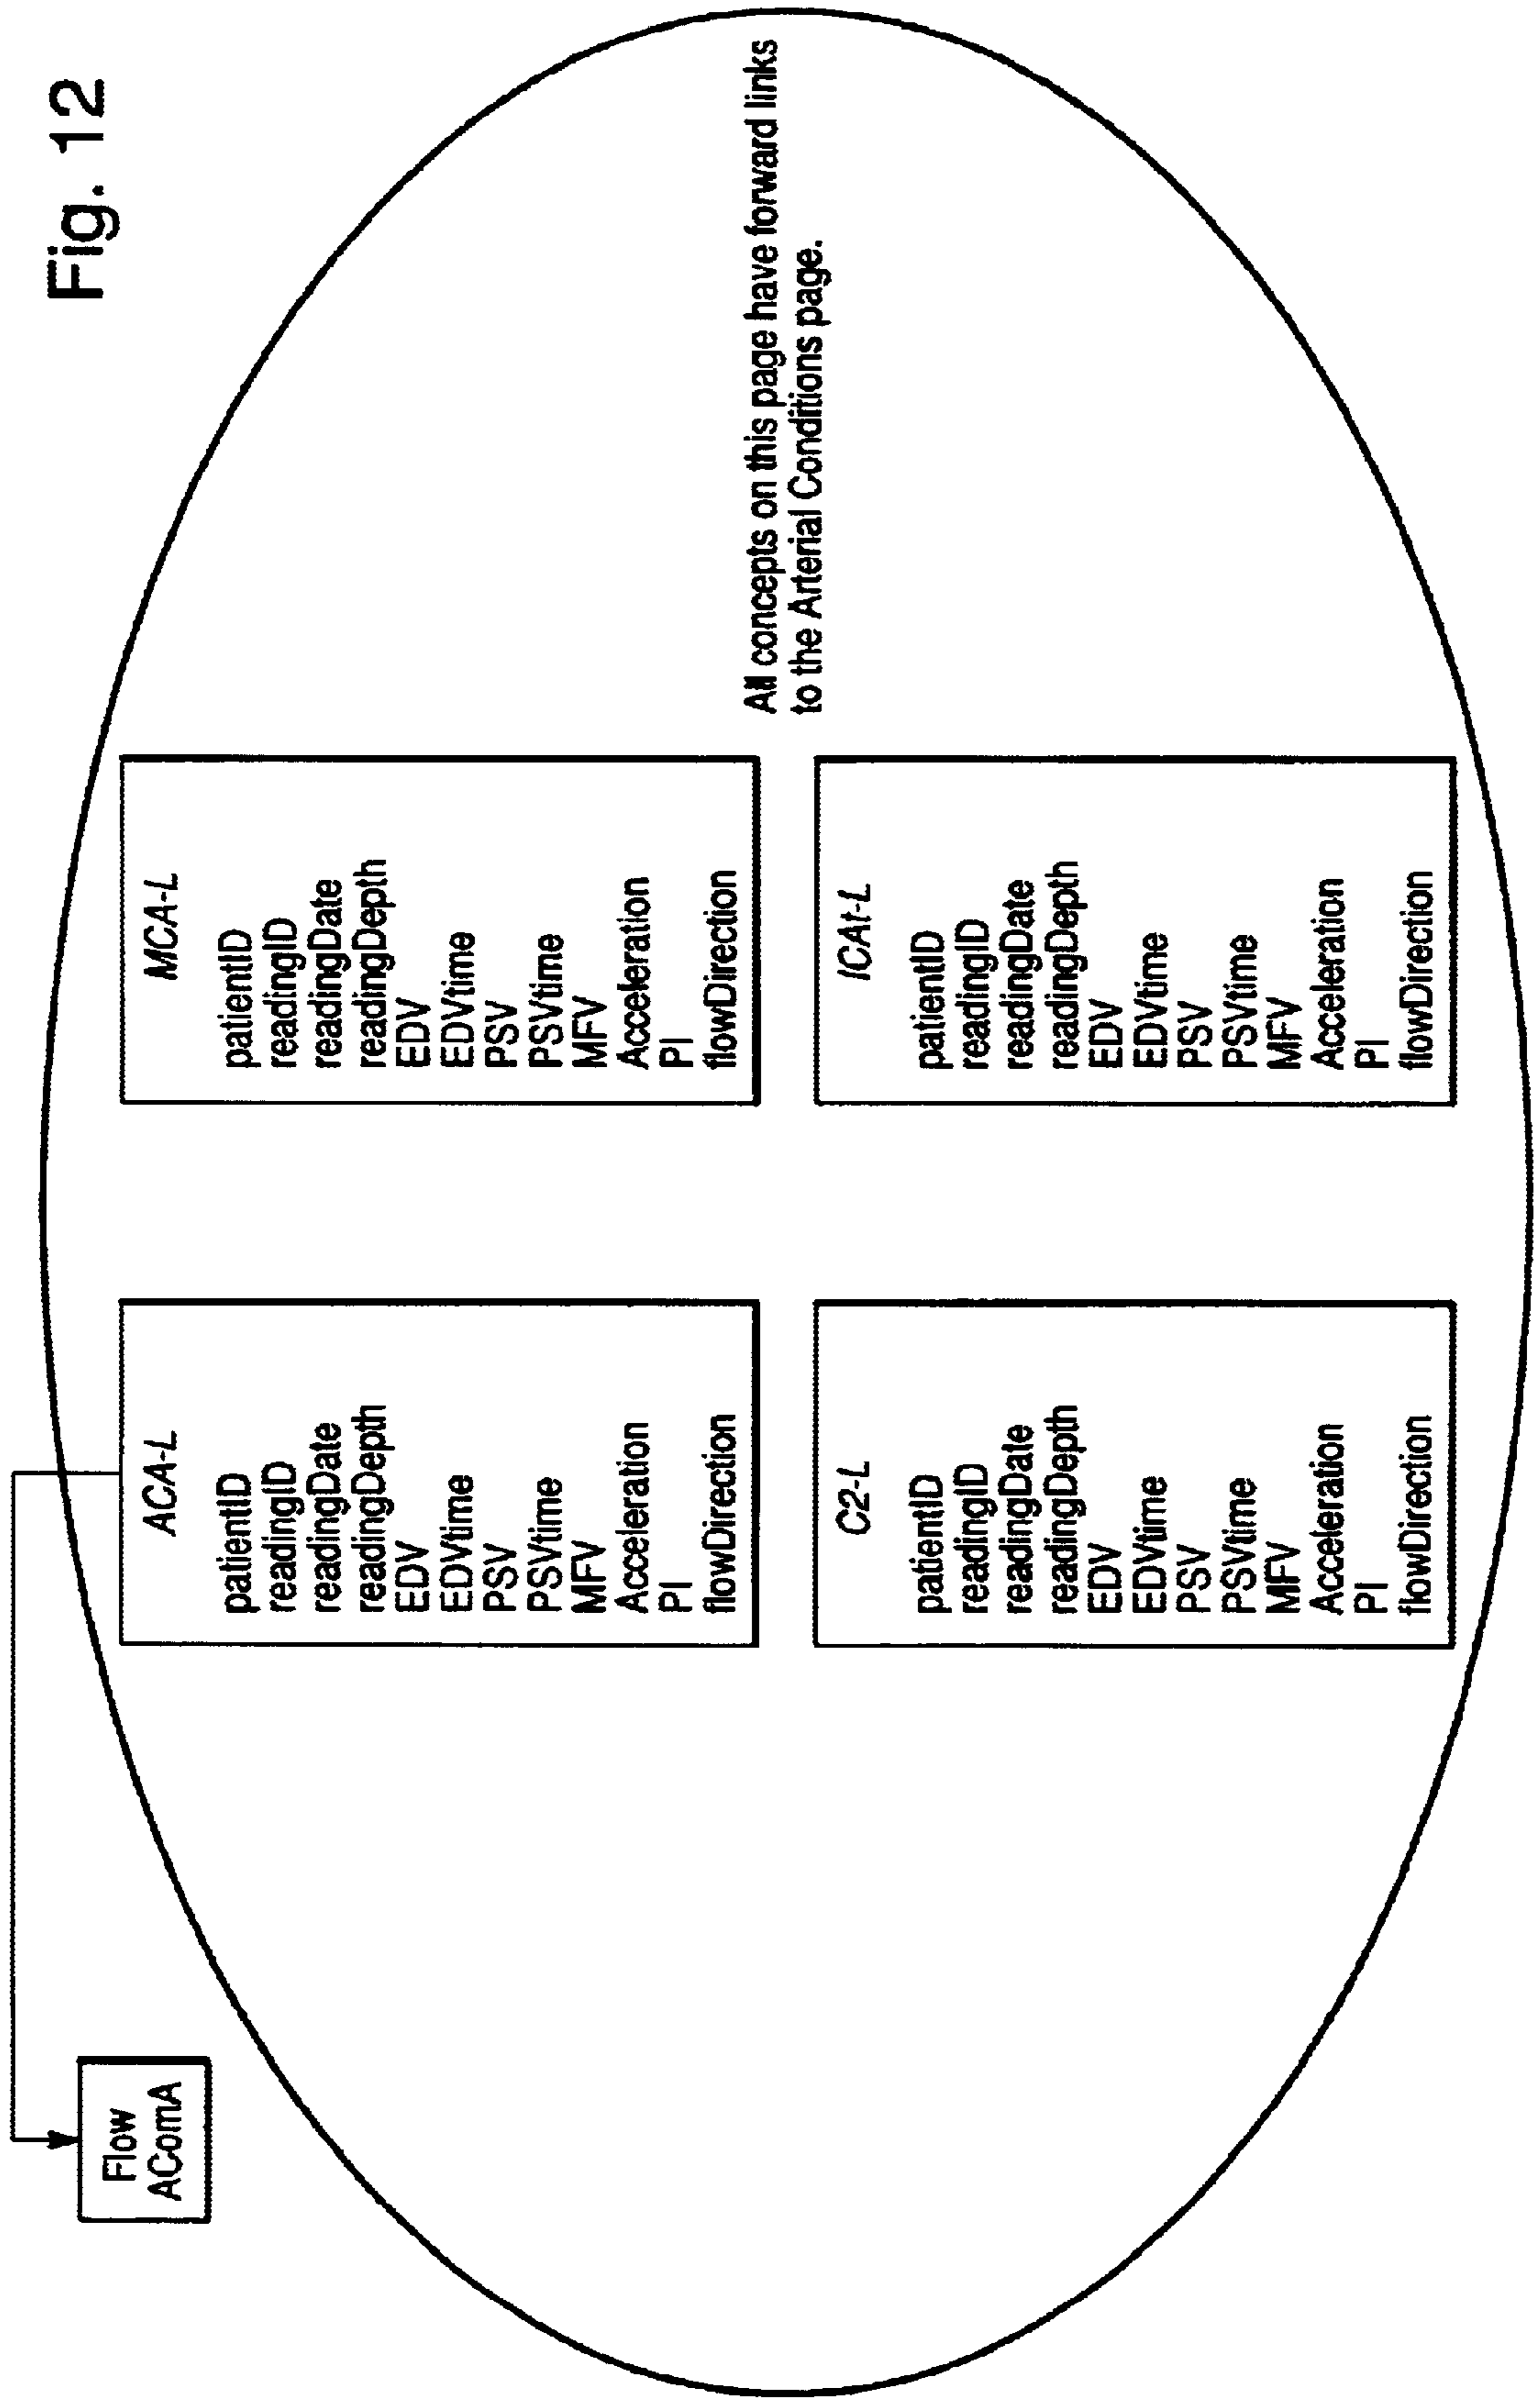 Fig. 12
Flow
AComA
ACA-L
patientID
readingID
readingDate
readingDepth
EDV
EDVtime
PSV
PSVtime
MFV
Acceleration
PI
flowDirection
MCA-L
patientID
readingID
readingDate
readingDepth
EDV
EDVtime
PSV
PSVtime
MFV
Acceleration
PI
flowDirection
C2-L
patientID
readingID
readingDate
readingDepth
EDV
EDVtime
PSV
PSVtime
MFV
Acceleration
PI
flowDirection
ICAt-L
patientID
readingID
readingDate
readingDepth
EDV
EDVtime
PSV
PSVtime
MFV
Acceleration
PI
flowDirection
All concepts on this page have forward links
to the Arterial Conditions page.